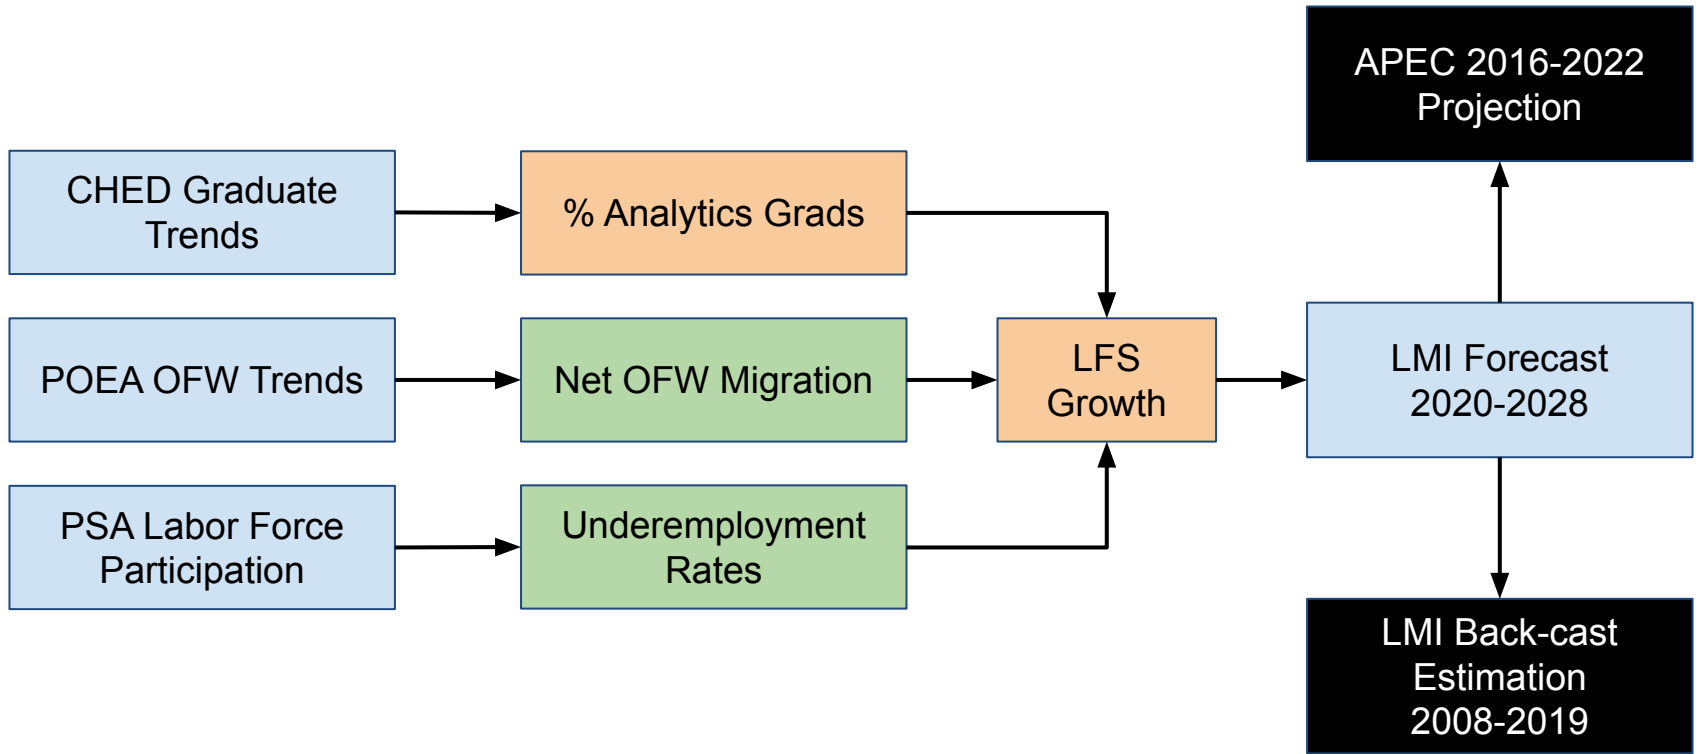 APEC 2016-2022
Projection
CHED Graduate
Trends
% Analytics Grads
POEA OFW Trends
Net OFW Migration
LFS
Growth
LMI Forecast
2020-2028
PSA Labor Force
Participation
Underemployment
Rates
LMI Back-cast
Estimation
2008-2019